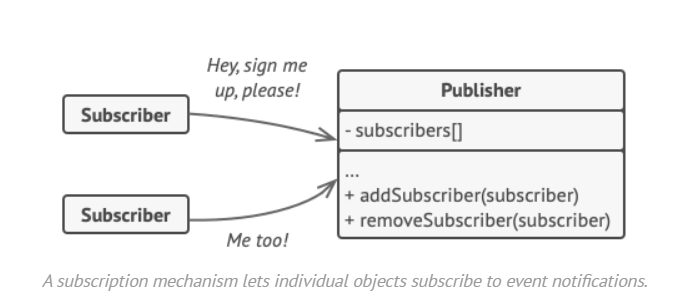 Hey, sign me
up, please!
Subscriber
Publisher
- subscribers[]
...
+ addSubscriber(subscriber)
+ removeSubscriber(subscriber)
Subscriber
Me too!
A subscription mechanism lets individual objects subscribe to event notifications.